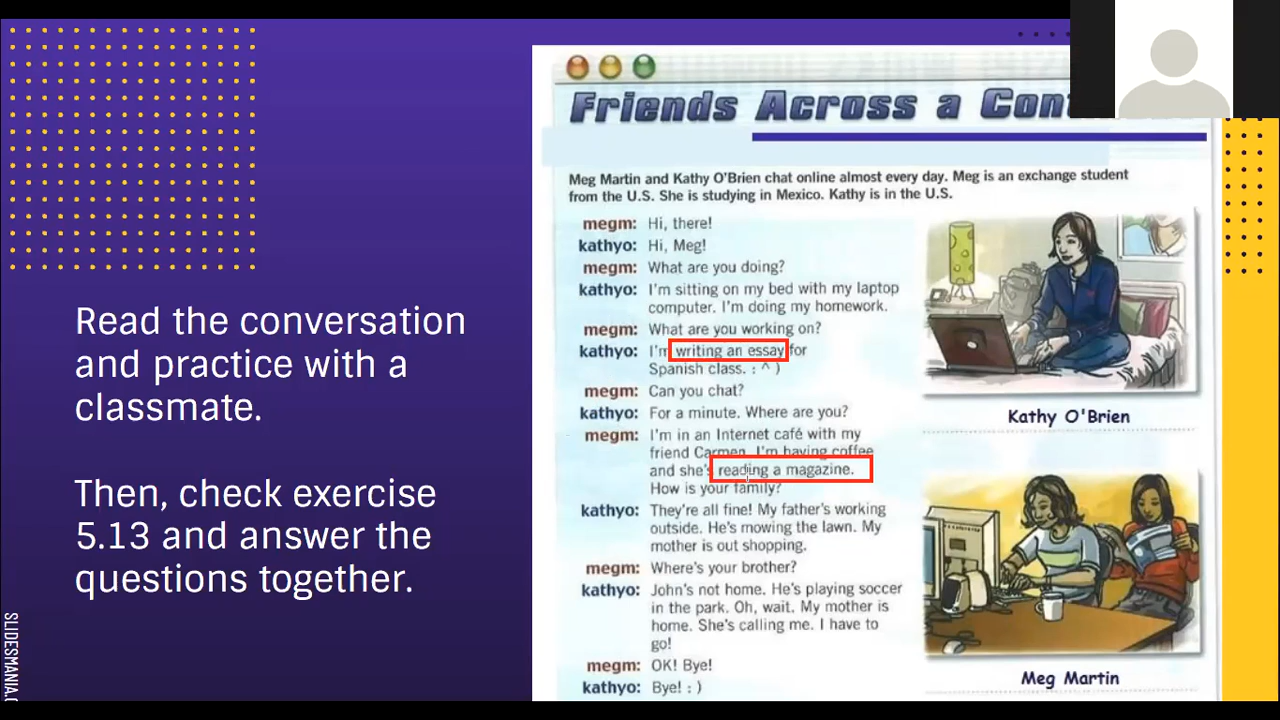 Read the conversation
and practice with a
classmate.
Then, check exercise
5.13 and answer the
questions together.
SLIDESMANIA.
Friends Across a
Meg Martin and Kathy O'Brien chat online almost every day. Meg is an exchange student
from the U.S. She is studying in Mexico. Kathy is in the U.S.
megm: Hi, there!
kathyo: Hi, Meg!
megm: What are you doing?
kathyo: I'm sitting on my bed with my laptop
computer. I'm doing my homework.
megm: What are you working on?
kathyo: I'm writing an essay for
Spanish class. : ^ )
megm: Can you chat?
kathyo: For a minute. Where are you?
megm: I'm in an Internet café with my
friend Carmen. I'm having coffee
and she's reading a magazine.
How is your family?
kathyo: They're all fine! My father's working
outside. He's mowing the lawn. My
mother is out shopping.
megm: Where's your brother?
kathyo: John's not home. He's playing soccer
in the park. Oh, wait. My mother is
home. She's calling me. I have to
go!
megm: OK! Bye!
kathyo: Bye! : )
Kathy O'Brien
Meg Martin